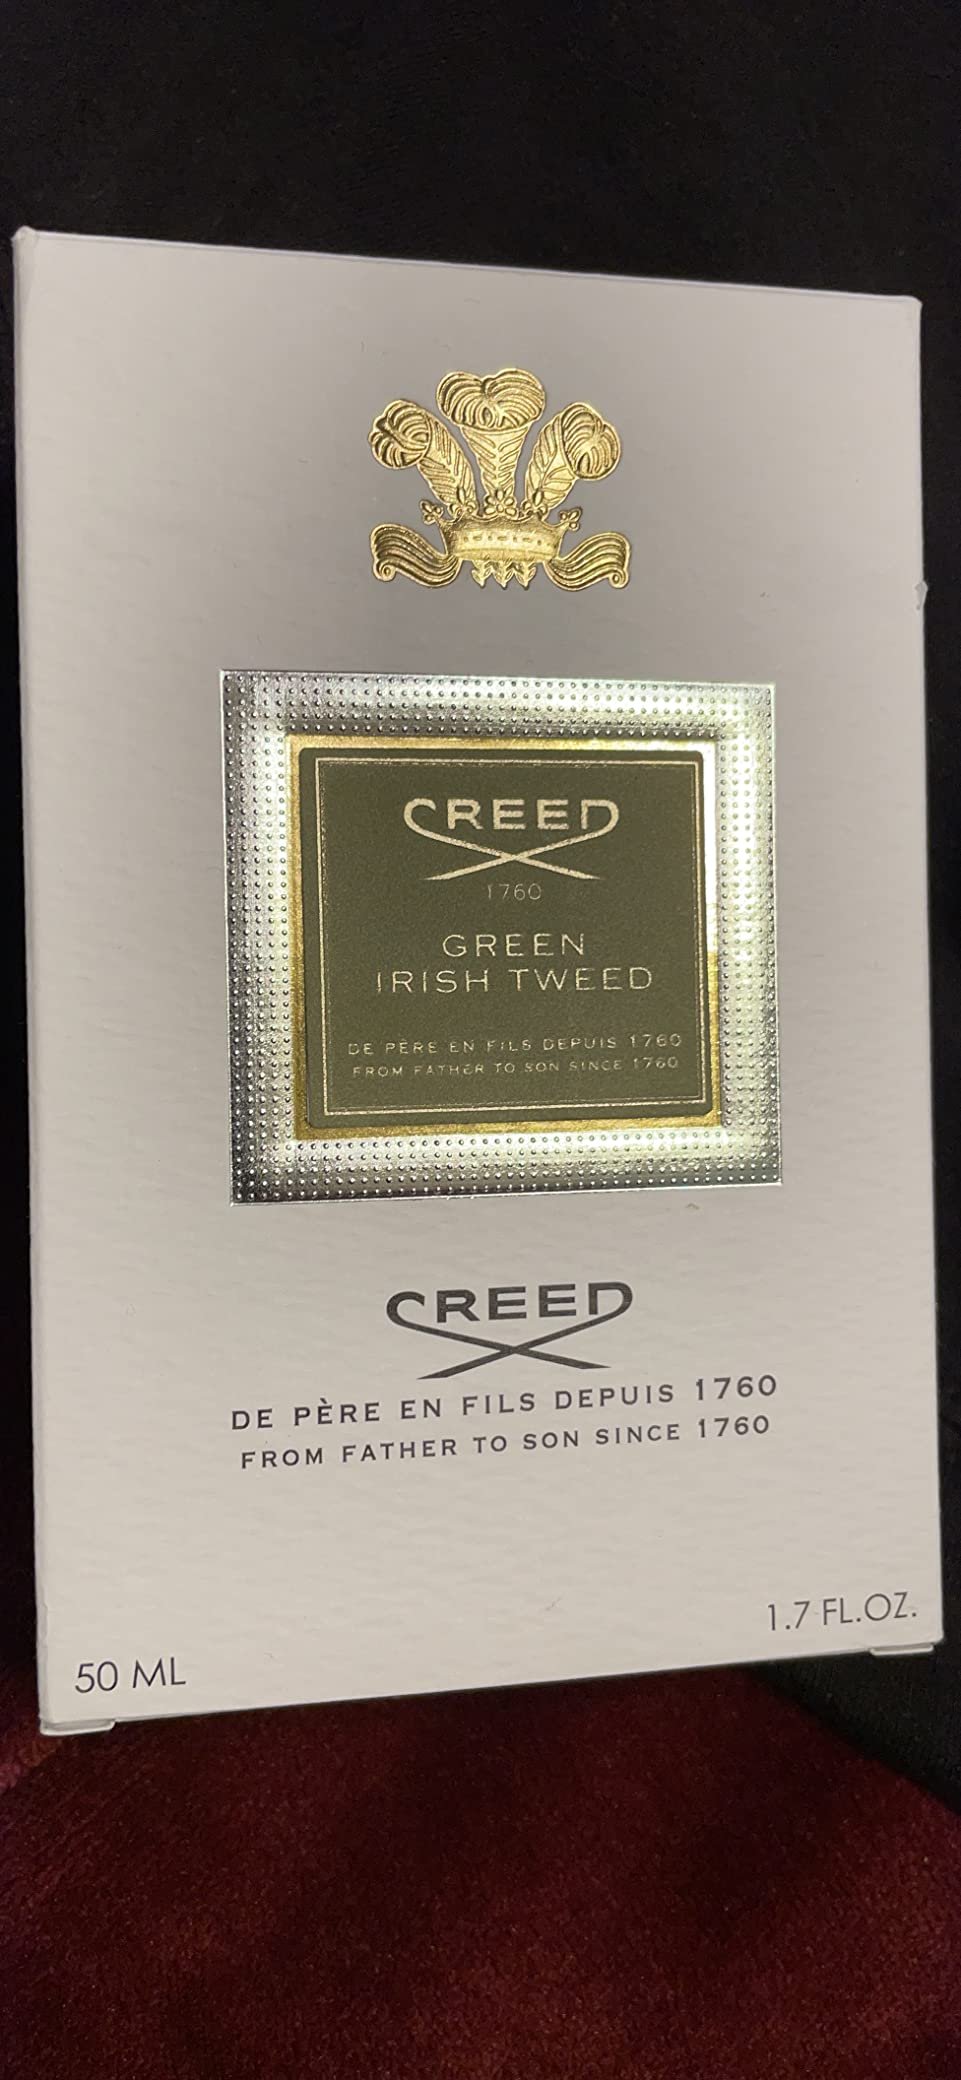 CREED
1760
GREEN
IRISH TWEED
DE PÈRE EN FILS DEPUIS 1760
FROM FATHER TO SON SINCE 1760
CREED
DE PÈRE EN FILS DEPUIS 1760
FROM FATHER TO SON SINCE 1760
50 ML
1.7 FL.OZ.